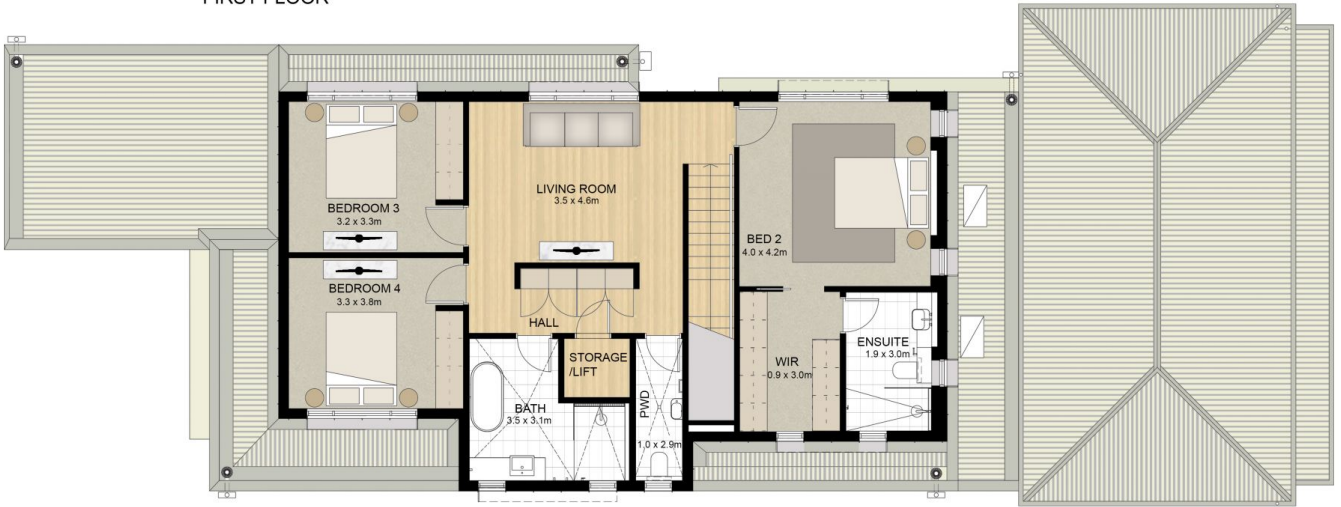 FIRST FLOOR
BEDROOM 3
3.2 x 3.3m
LIVING ROOM
3.5 x 4.6m
BED 2
4.0 x 4.2m
BEDROOM 4
3.3 x 3.8m
HALL
STORAGE
/LIFT
BATH
3.5 x 3.1m
PWD
1.0 x 2.9m
WIR
0.9 x 3.0m
ENSUITE
1.9 x 3.0m